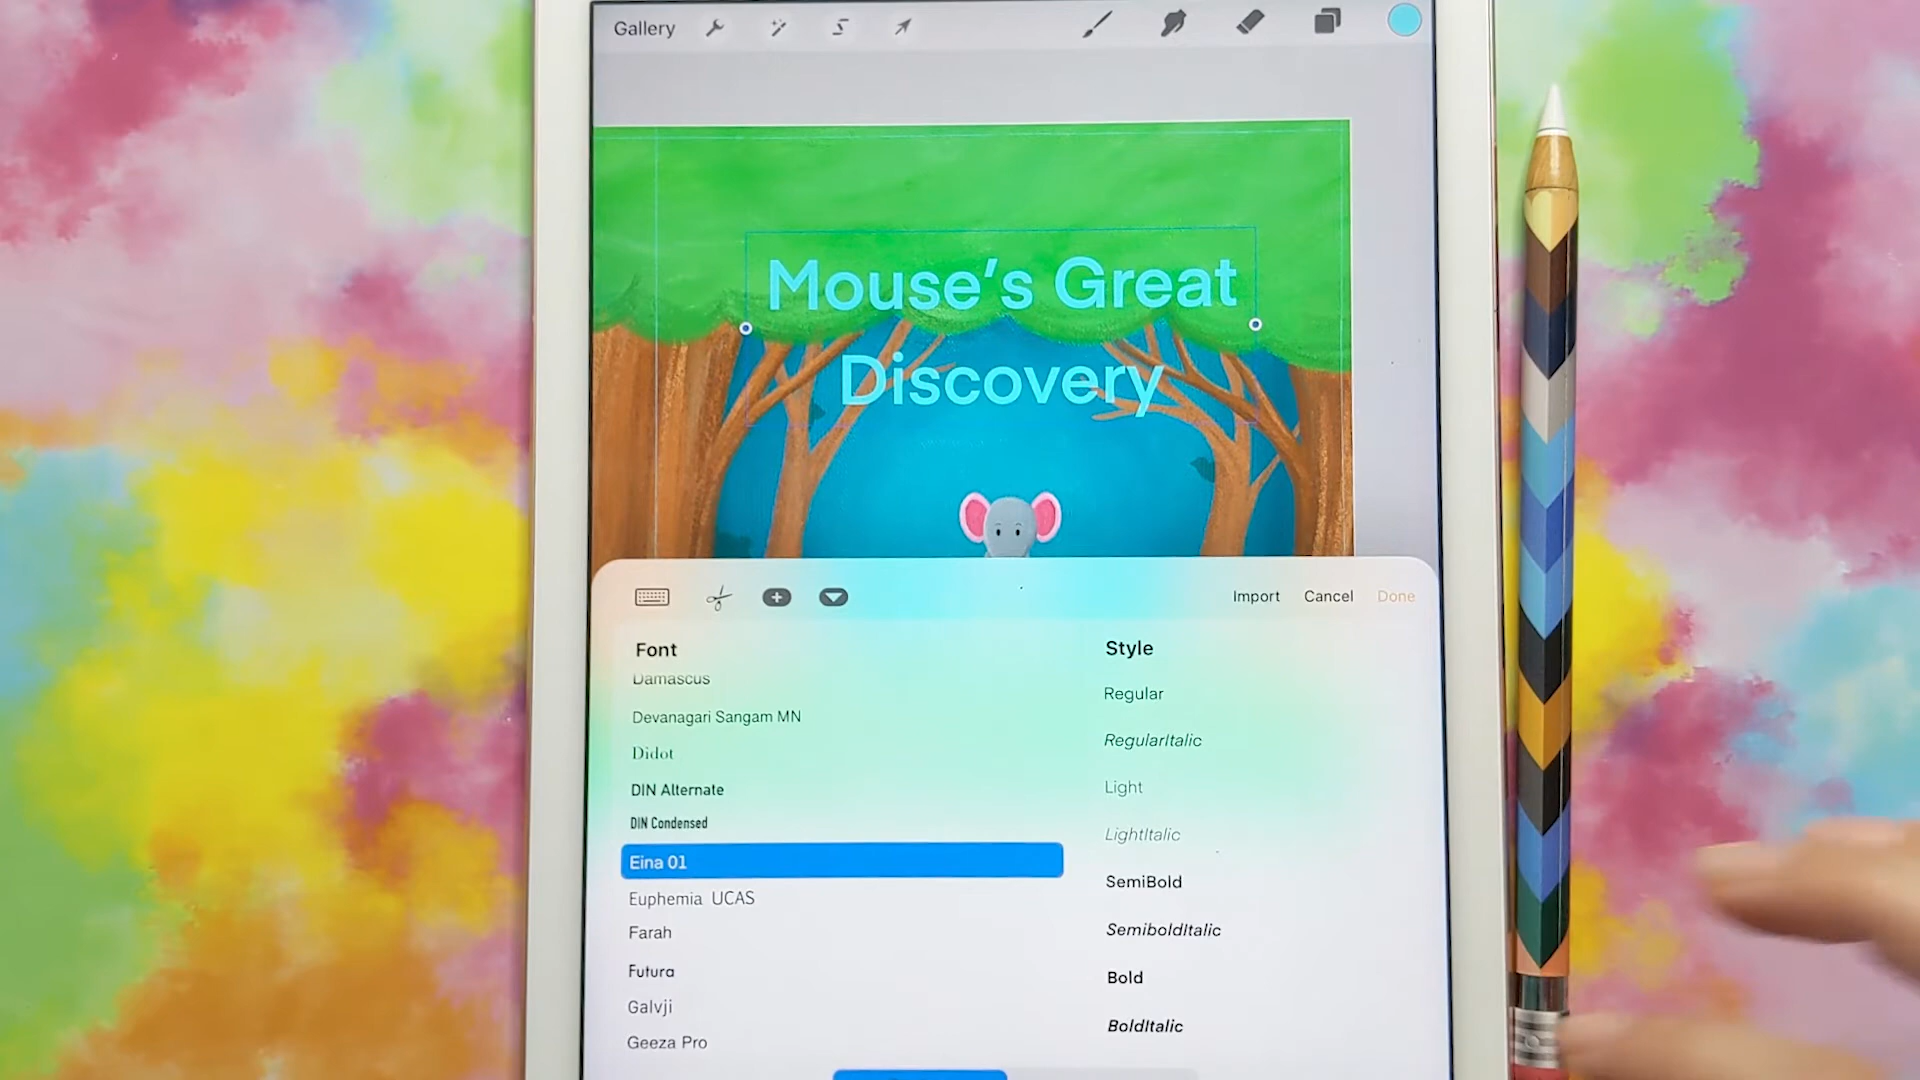 Gallery
Mouse's Great
Discovery
Import Cancel Done
Font
Damascus
Devanagari Sangam MN
Didot
DIN Alternate
DIN Condensed
Eina 01
Euphemia UCAS
Farah
Futura
Galvji
Geeza Pro
Style
Regular
RegularItalic
Light
LightItalic
SemiBold
SemiboldItalic
Bold
BoldItalic